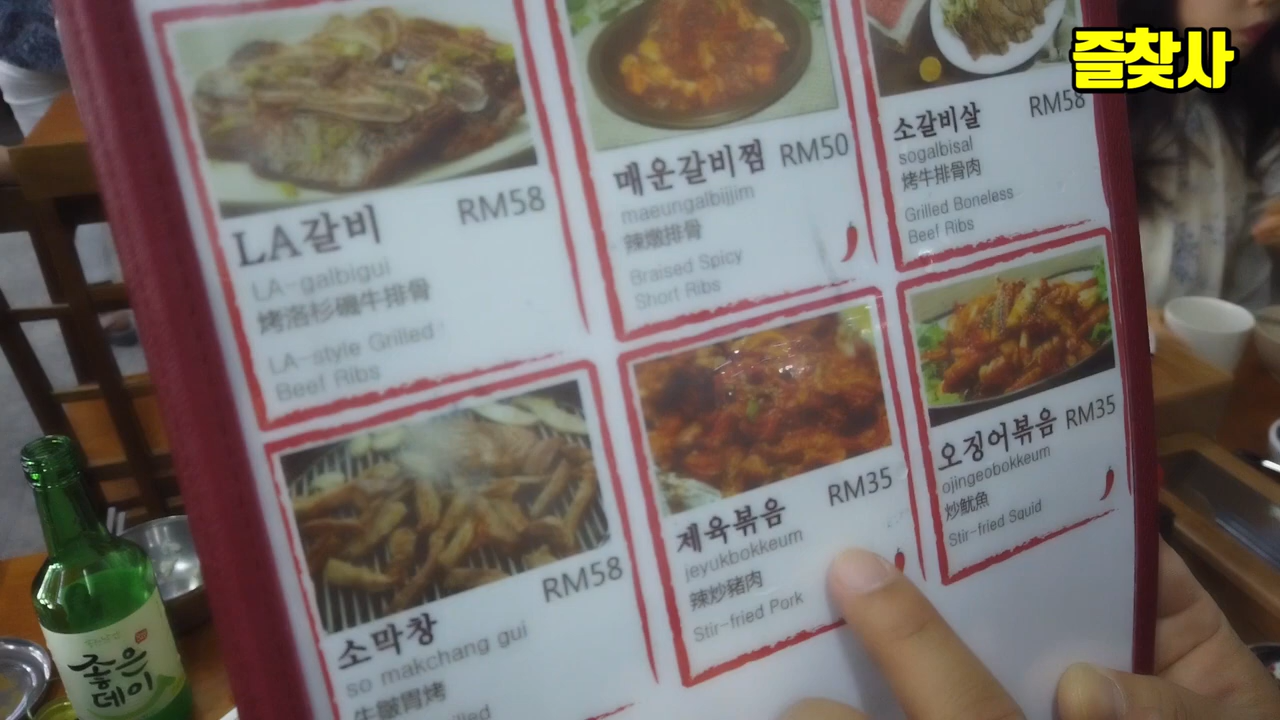 즐찾사
LA갈비 RM58
LA-galbigui
烤洛杉磯牛排骨
LA-style Grilled
Beef Ribs
매운갈비찜 RM50
maeungalbijjim
辣燉排骨
Braised Spicy
Short Ribs
소갈비살 RM58
sogalbisal
烤牛排骨肉
Grilled Boneless
Beef Ribs
소막창 RM58
so makchang gui
牛皺胃烤
제육볶음 RM35
jeyukbokkeum
辣炒豬肉
Stir-fried Pork
오징어볶음 RM35
ojingeobokkeum
炒魷魚
Stir-fried Squid
좋은
데이